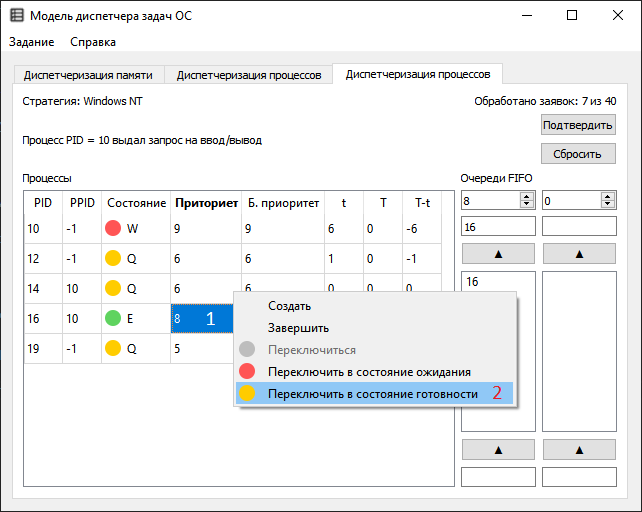 Модель диспетчера задач ОС
Задание Справка
Диспетчеризация памяти Диспетчеризация процессов Диспетчеризация процессов
Стратегия: Windows NT Обработано заявок: 7 из 40
Подтвердить
Процесс PID = 10 выдал запрос на ввод/вывод
Сбросить
Процессы Очереди FIFO
PID PPID Состояние Приториет Б. приоритет t T T-t 8 0
10 -1 W 9 9 6 0 -6 16
12 -1 Q 6 6 1 0 -1
14 10 Q 6 6 0 0 0 16
16 10 E 8 1
19 -1 Q 5
Создать
Завершить
Переключиться
Переключить в состояние ожидания
Переключить в состояние готовности 2